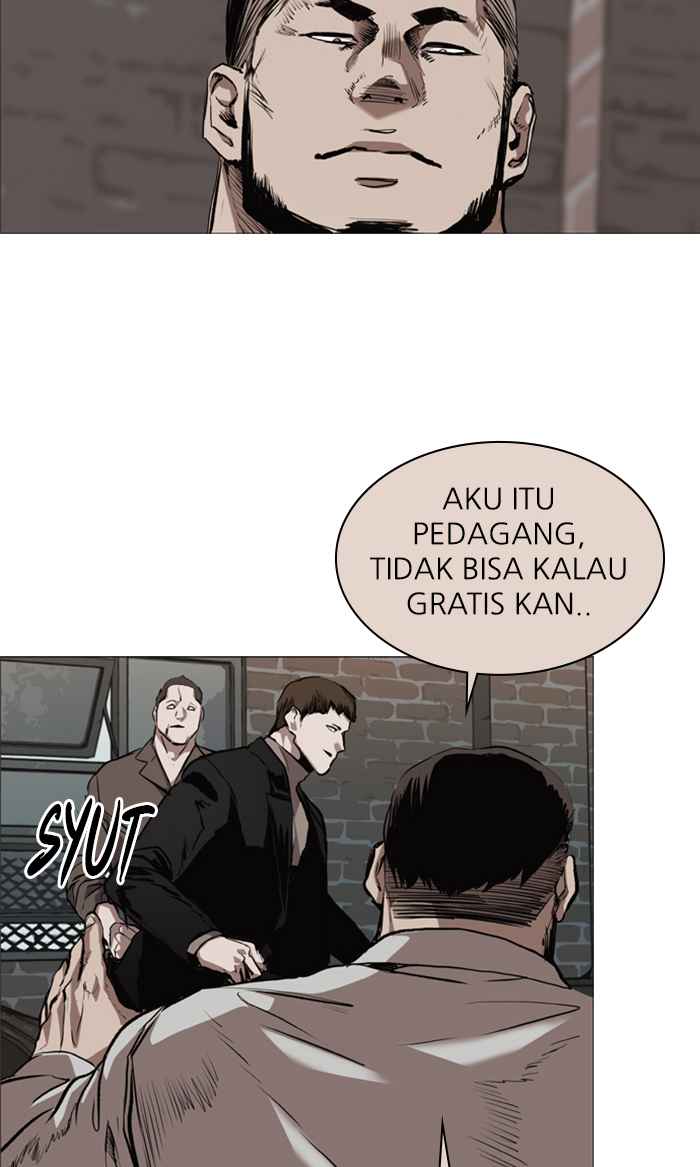 AKU ITU
PEDAGANG,
TIDAK BISA KALAU
GRATIS KAN..
SYUT